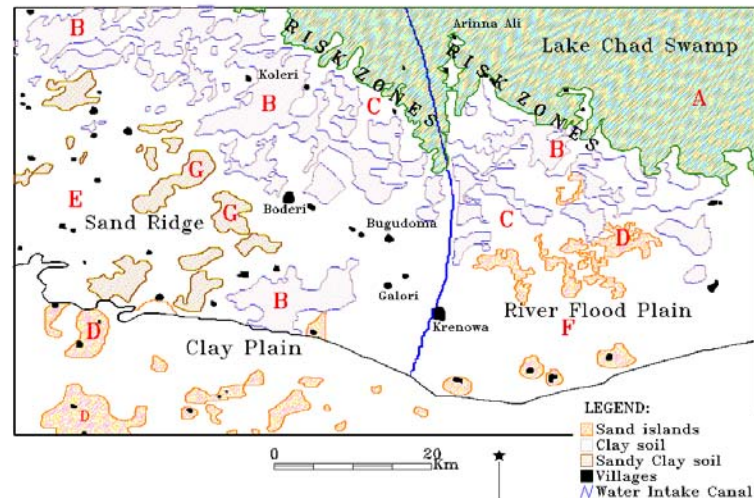 Arinna Ali
B
RISK ZONES
RISK ZONES
Lake Chad Swamp
Koleri
B
C
A
B
G
E
Sand Ridge
G
Boderi
Bugudoma
C
D
B
Galori
River Flood Plain
D
Clay Plain
Krenowa
F
D
LEGEND:
Sand islands
Clay soil
Sandy Clay soil
Villages
Water Intake Canal
0 10 20
Km